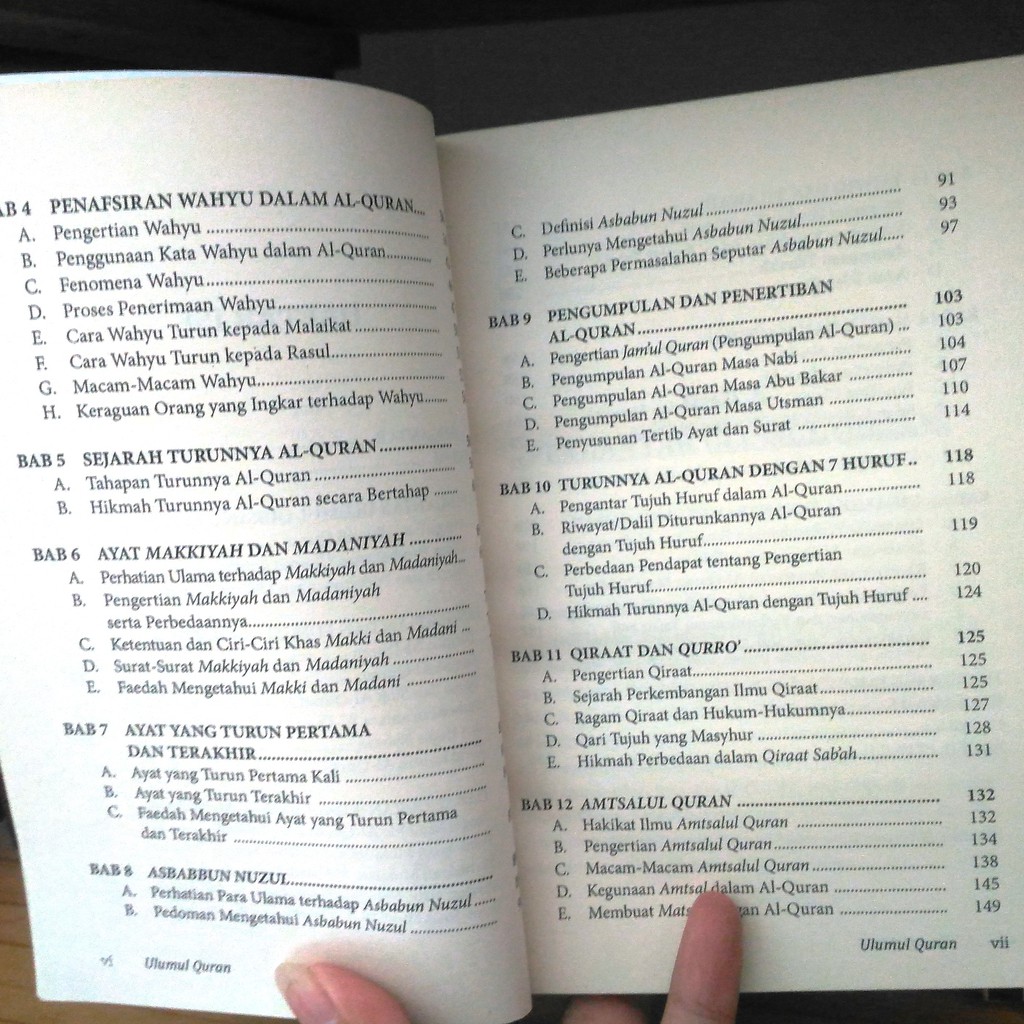 BAB 4 PENAFSIRAN WAHYU DALAM AL-QURAN...
A. Pengertian Wahyu ........................................
B. Penggunaan Kata Wahyu dalam Al-Quran...........
C. Fenomena Wahyu........................................
D. Proses Penerimaan Wahyu...........................
E. Cara Wahyu Turun kepada Malaikat ..................
F. Cara Wahyu Turun kepada Rasul......................
G. Macam-Macam Wahyu...................................
H. Keraguan Orang yang Ingkar terhadap Wahyu.......
BAB 5 SEJARAH TURUNNYA AL-QURAN................
A. Tahapan Turunnya Al-Quran ...........................
B. Hikmah Turunnya Al-Quran secara Bertahap .......
BAB 6 AYAT MAKKIYAH DAN MADANIYAH ............
A. Perhatian Ulama terhadap Makkiyah dan Madaniyah...
B. Pengertian Makkiyah dan Madaniyah
serta Perbedaannya........................................
C. Ketentuan dan Ciri-Ciri Khas Makki dan Madani ...
D. Surat-Surat Makkiyah dan Madaniyah ................
E. Faedah Mengetahui Makki dan Madani ..............
BAB 7 AYAT YANG TURUN PERTAMA
DAN TERAKHIR........................................
A. Ayat yang Turun Pertama Kali ........................
B. Ayat yang Turun Terakhir ..............................
C. Faedah Mengetahui Ayat yang Turun Pertama
dan Terakhir ........................................
BAB 8 ASBABBUN NUZUL...................................
A. Perhatian Para Ulama terhadap Asbabun Nuzul .....
B. Pedoman Mengetahui Asbabun Nuzul ...............
vi Ulumul Quran
C. Definisi Asbabun Nuzul ................................... 91
D. Perlunya Mengetahui Asbabun Nuzul.................. 93
E. Beberapa Permasalahan Seputar Asbabun Nuzul..... 97
BAB 9 PENGUMPULAN DAN PENERTIBAN
AL-QURAN................................................ 103
A. Pengertian Jam'ul Quran (Pengumpulan Al-Quran) ... 103
B. Pengumpulan Al-Quran Masa Nabi .................. 104
C. Pengumpulan Al-Quran Masa Abu Bakar ............ 107
D. Pengumpulan Al-Quran Masa Utsman ............... 110
E. Penyusunan Tertib Ayat dan Surat .................... 114
BAB 10 TURUNNYA AL-QURAN DENGAN 7 HURUF.. 118
A. Pengantar Tujuh Huruf dalam Al-Quran.............. 118
B. Riwayat/Dalil Diturunkannya Al-Quran
dengan Tujuh Huruf...................................... 119
C. Perbedaan Pendapat tentang Pengertian
Tujuh Huruf................................................ 120
D. Hikmah Turunnya Al-Quran dengan Tujuh Huruf .... 124
BAB 11 QIRAAT DAN QURRO' ............................. 125
A. Pengertian Qiraat.......................................... 125
B. Sejarah Perkembangan Ilmu Qiraat.................... 125
C. Ragam Qiraat dan Hukum-Hukumnya................ 127
D. Qari Tujuh yang Masyhur ............................... 128
E. Hikmah Perbedaan dalam Qiraat Sab'ah.............. 131
BAB 12 AMTSALUL QURAN ................................. 132
A. Hakikat Ilmu Amtsalul Quran ......................... 132
B. Pengertian Amtsalul Quran............................. 134
C. Macam-Macam Amtsalul Quran....................... 138
D. Kegunaan Amtsal dalam Al-Quran ................... 145
E. Membuat Al-Quran .................. 149
Ulumul Quran vii